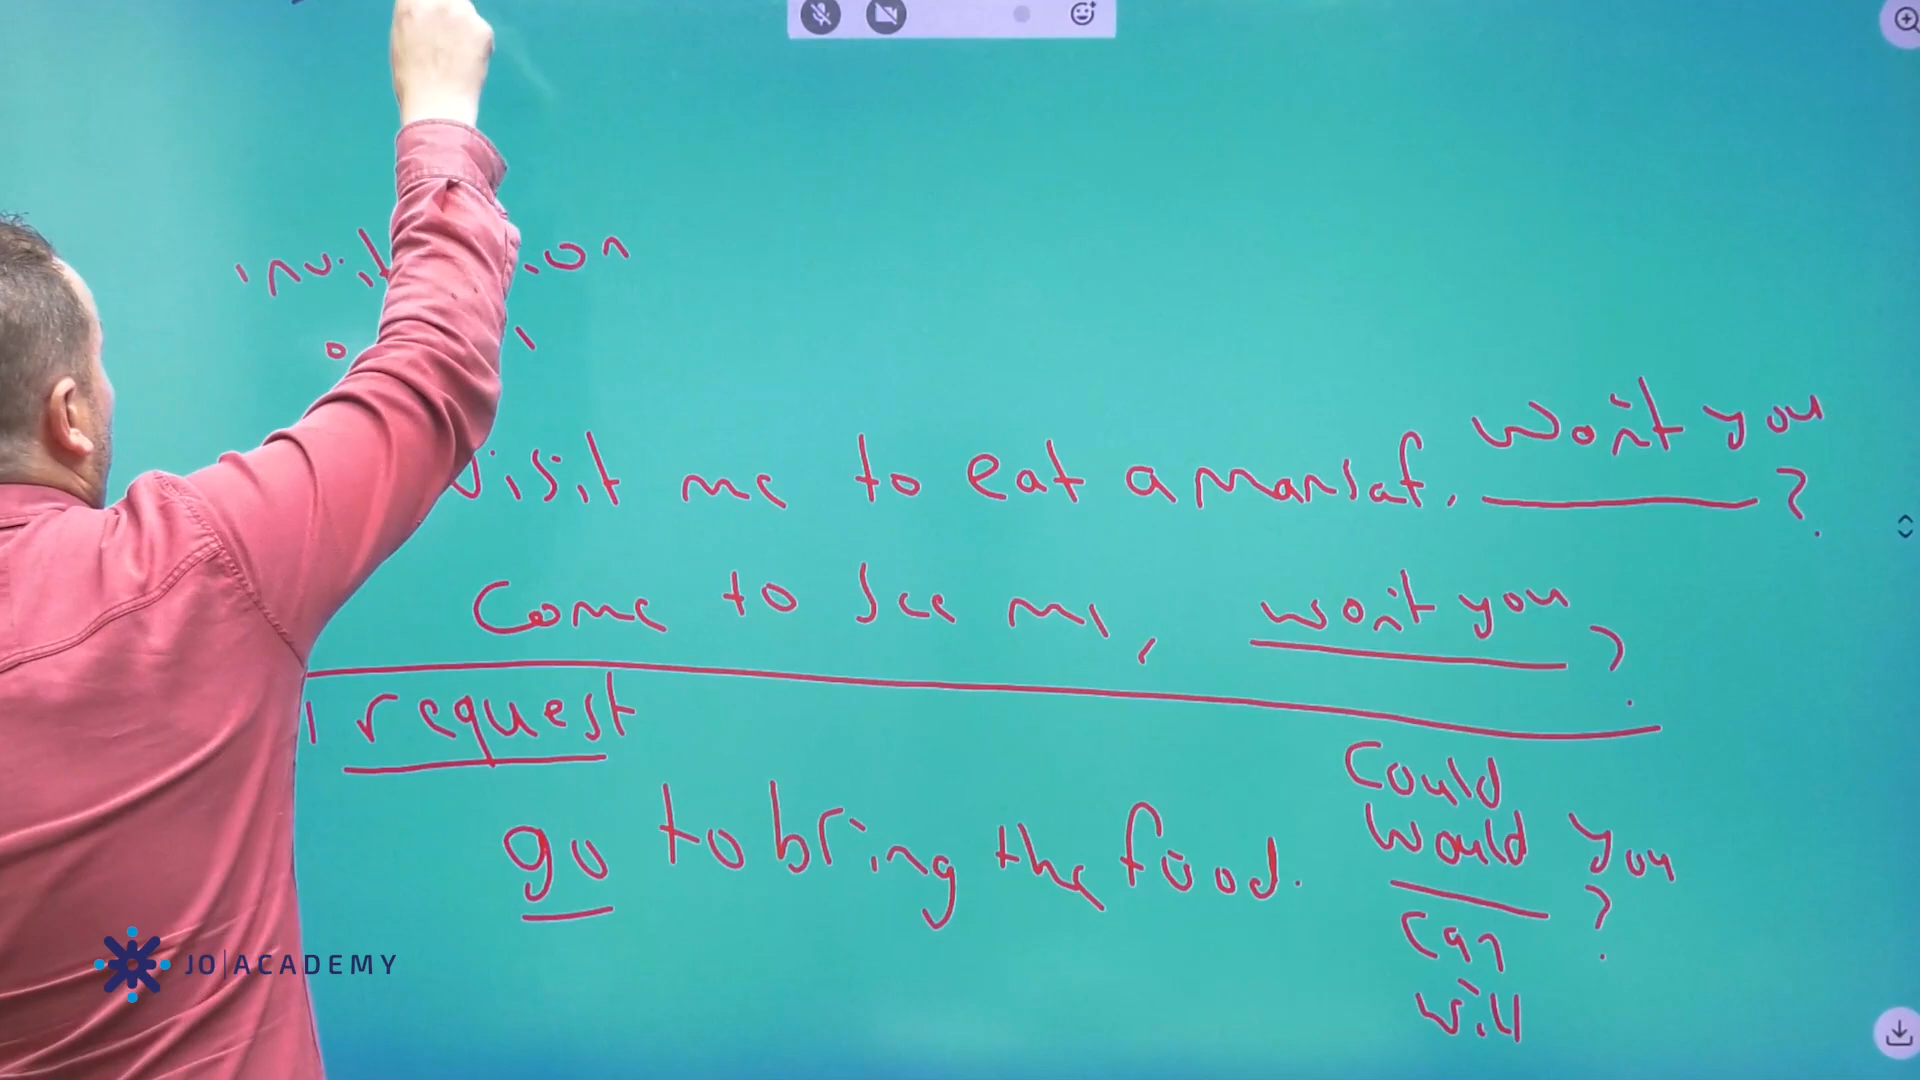 Visit me to eat a mansaf, won't you?
Come to see me, won't you?
request
go to bring the food.
Could
Would you?
Can
Will
JO|ACADEMY